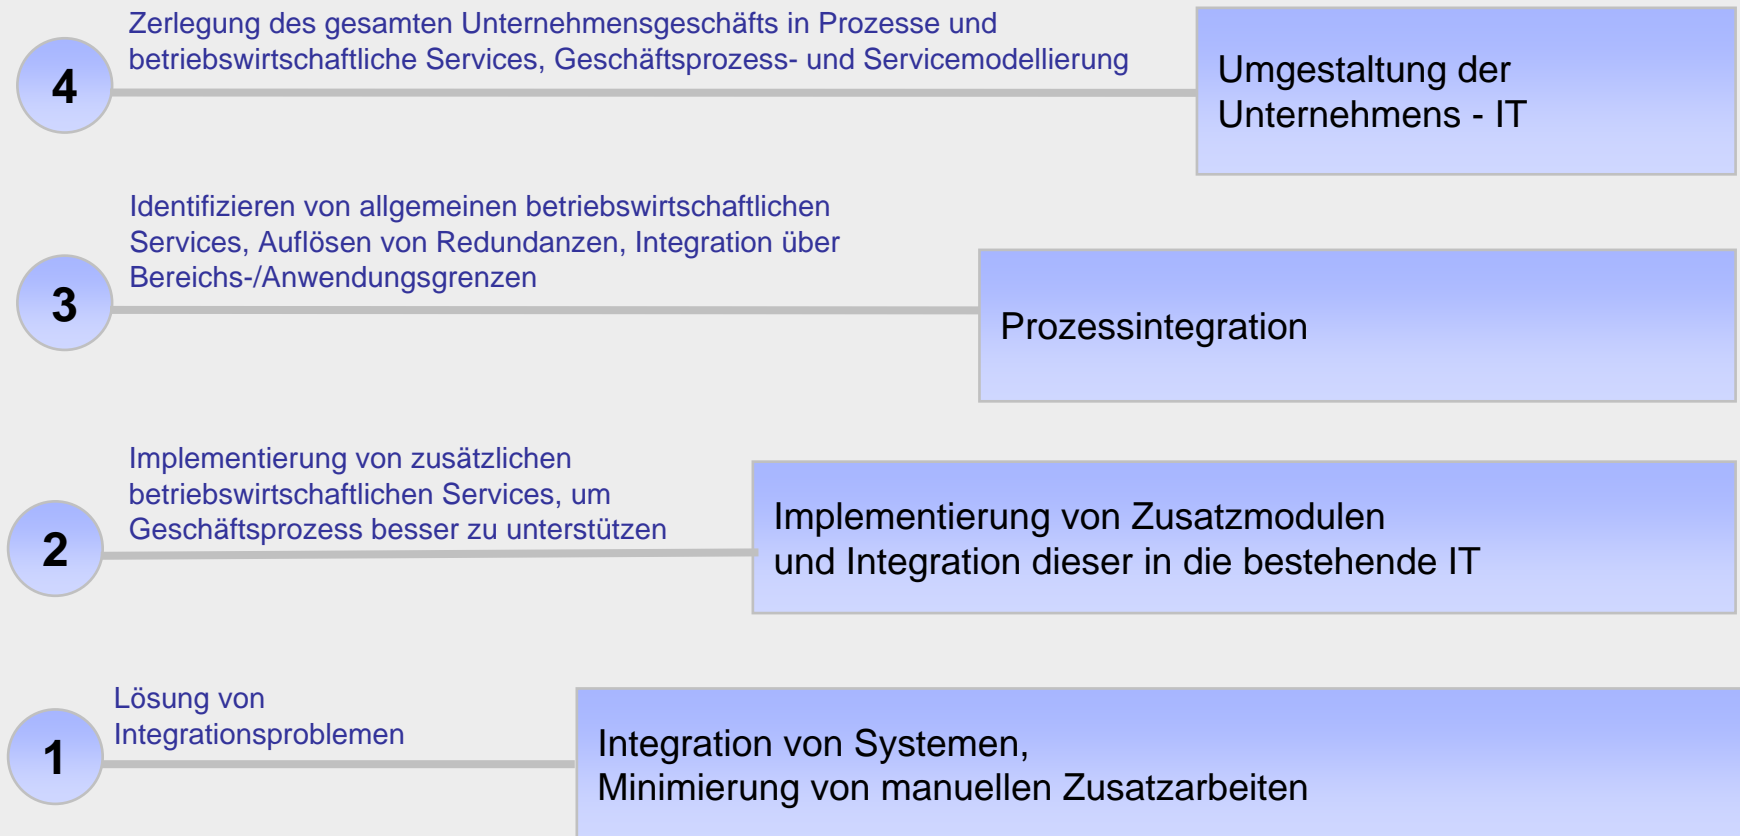 Zerlegung des gesamten Unternehmensgeschäfts in Prozesse und
betriebswirtschaftliche Services, Geschäftsprozess- und Servicemodellierung
4
Umgestaltung der
Unternehmens - IT
Identifizieren von allgemeinen betriebswirtschaftlichen
Services, Auflösen von Redundanzen, Integration über
Bereichs-/Anwendungsgrenzen
3
Prozessintegration
Implementierung von zusätzlichen
betriebswirtschaftlichen Services, um
Geschäftsprozess besser zu unterstützen
2
Implementierung von Zusatzmodulen
und Integration dieser in die bestehende IT
Lösung von
Integrationsproblemen
1
Integration von Systemen,
Minimierung von manuellen Zusatzarbeiten